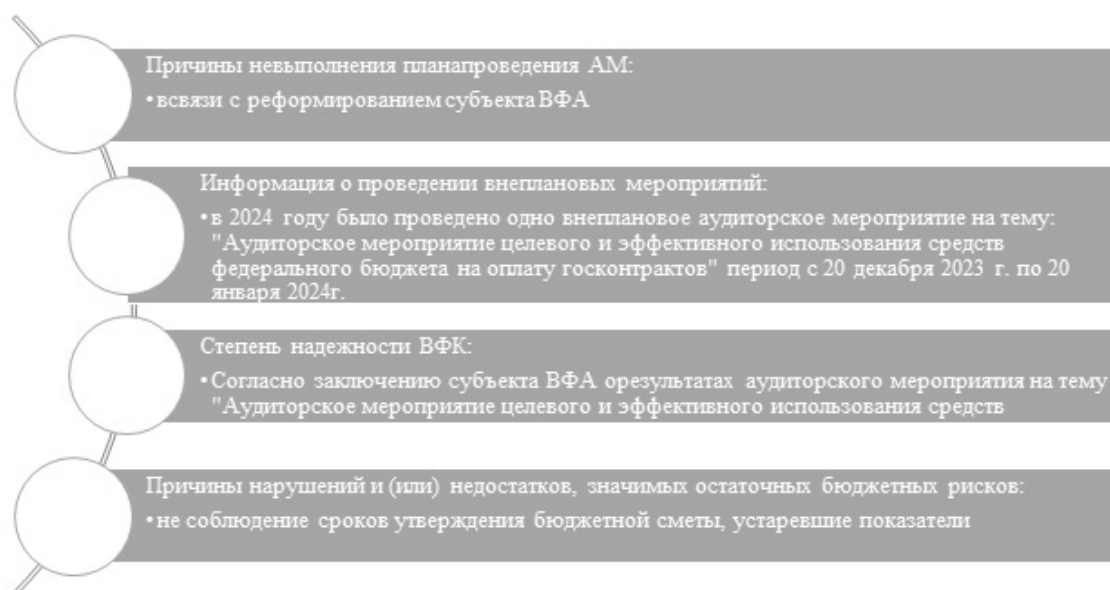 Причины невыполнения планапроведения АМ:
•всвязи с реформированием субъекта ВФА
Информация о проведении внеплановых мероприятий:
•в 2024 году было проведено одно внеплановое аудиторское мероприятие на тему:
"Аудиторское мероприятие целевого и эффективного использования средств
федерального бюджета на оплату госконтрактов" период с 20 декабря 2023 г. по 20
января 2024г.
Степень надежности ВФК:
•Согласно заключению субъекта ВФА орезультатах аудиторского мероприятия на тему
"Аудиторское мероприятие целевого и эффективного использования средств
Причины нарушений и (или) недостатков, значимых остаточных бюджетных рисков:
•не соблюдение сроков утверждения бюджетной сметы, устаревшие показатели